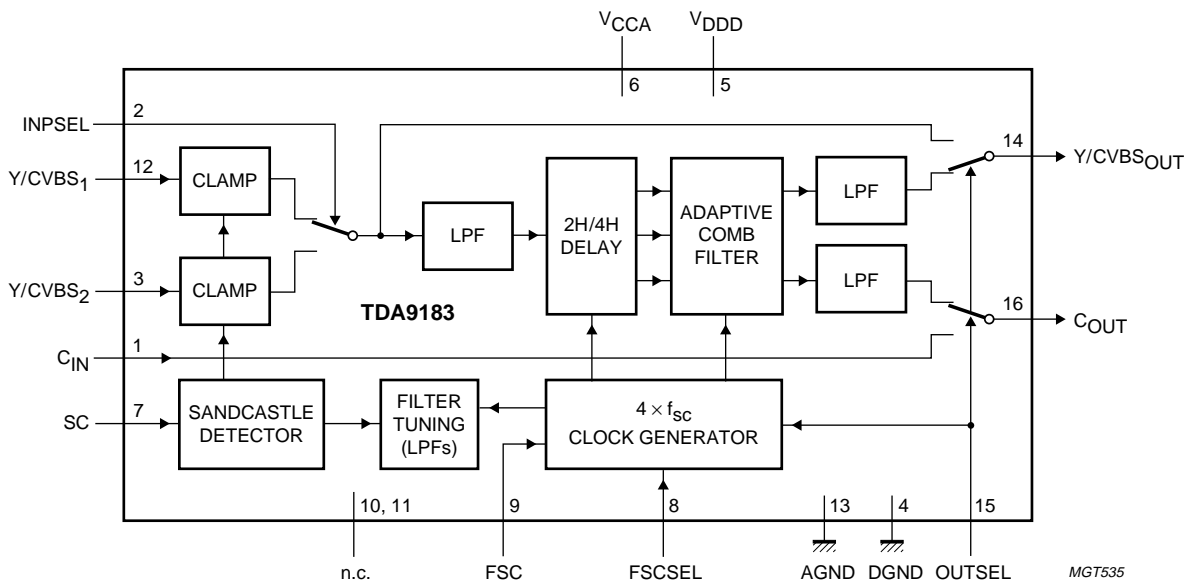 VCCA VDDD
6 5
INPSEL 2
Y/CVBS1 12 CLAMP
14 Y/CVBSOUT
LPF
2H/4H
DELAY
ADAPTIVE
COMB
FILTER
LPF
LPF
Y/CVBS2 3 CLAMP
TDA9183
16 COUT
CIN 1
SC 7
SANDCASTLE
DETECTOR
FILTER
TUNING
(LPFs)
4 × fsc
CLOCK GENERATOR
10, 11 9 8 13 4 15
n.c. FSC FSCSEL AGND DGND OUTSEL
MGT535